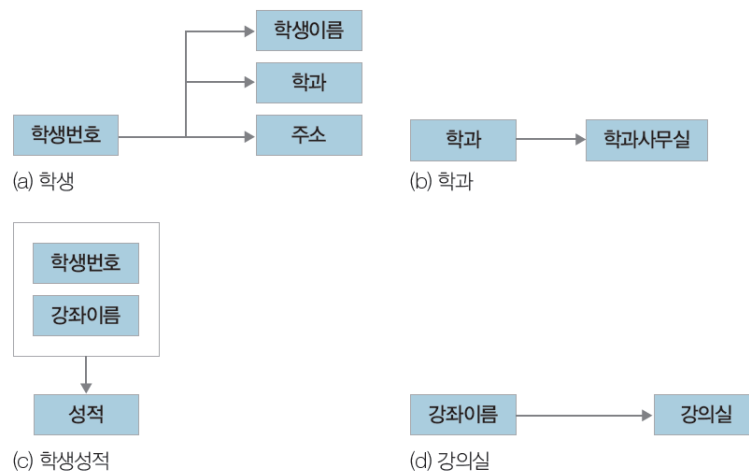 학생이름
학과
학생번호
주소
(a) 학생
학과
학과사무실
(b) 학과
학생번호
강좌이름
성적
(c) 학생성적
강좌이름
강의실
(d) 강의실